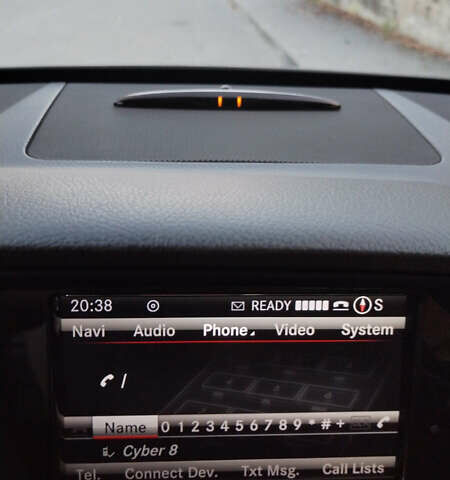 20:38 READY S
Navi Audio Phone Video System
/
Name 0 1 2 3 4 5 6 7 8 9 * # +
Cyber 8
Tel. Connect Dev. Txt Msg. Call Lists